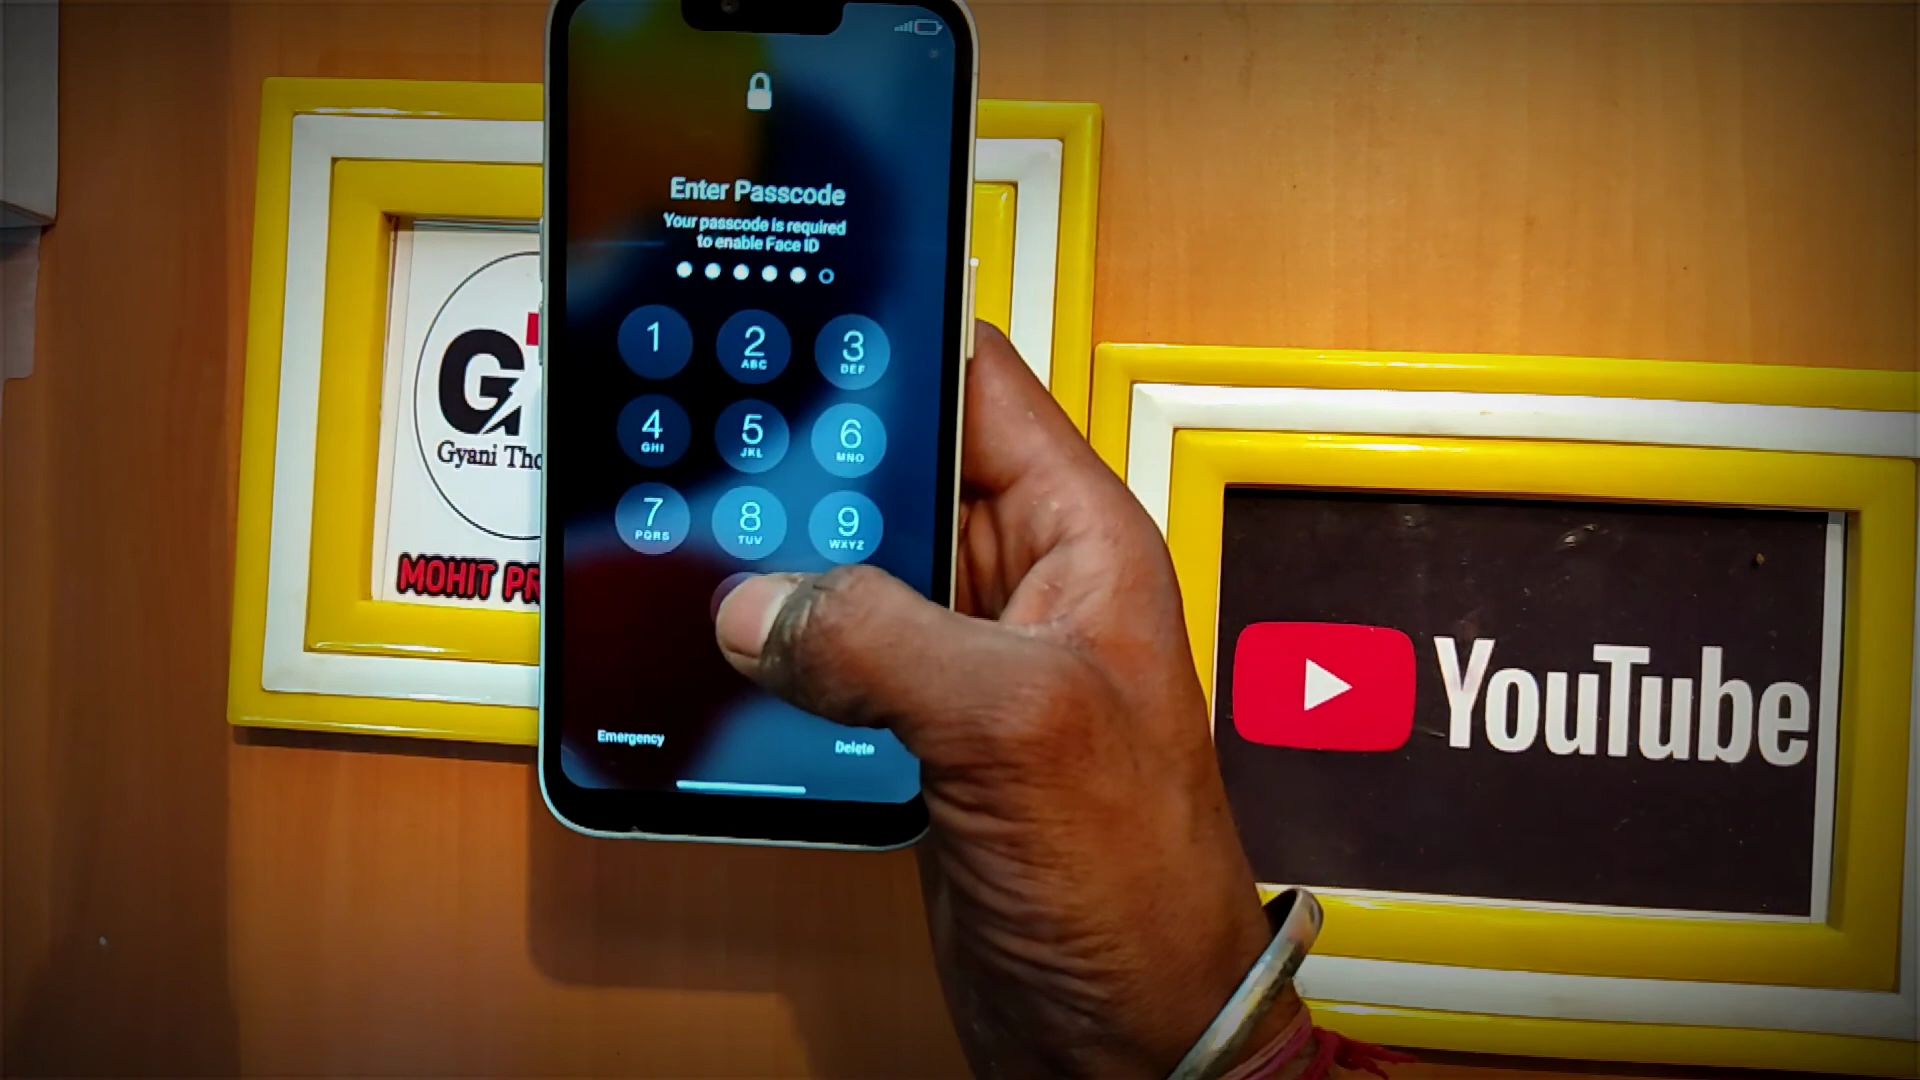 Enter Passcode
Your passcode is required
to enable Face ID
1
2
ABC
3
DEF
4
GHI
5
JKL
6
MNO
7
PQRS
8
TUV
9
WXYZ
Emergency
Delete
Gyani
MOHIT
YouTube